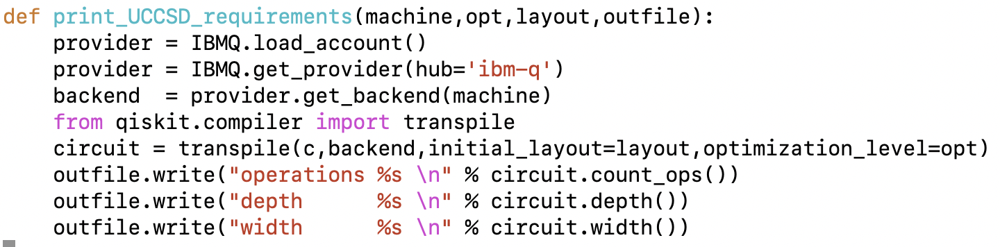 def print_UCCSD_requirements(machine,opt,layout,outfile):
    provider = IBMQ.load_account()
    provider = IBMQ.get_provider(hub='ibm-q')
    backend  = provider.get_backend(machine)
    from qiskit.compiler import transpile
    circuit = transpile(c,backend,initial_layout=layout,optimization_level=opt)
    outfile.write("operations %s \n" % circuit.count_ops())
    outfile.write("depth      %s \n" % circuit.depth())
    outfile.write("width      %s \n" % circuit.width())